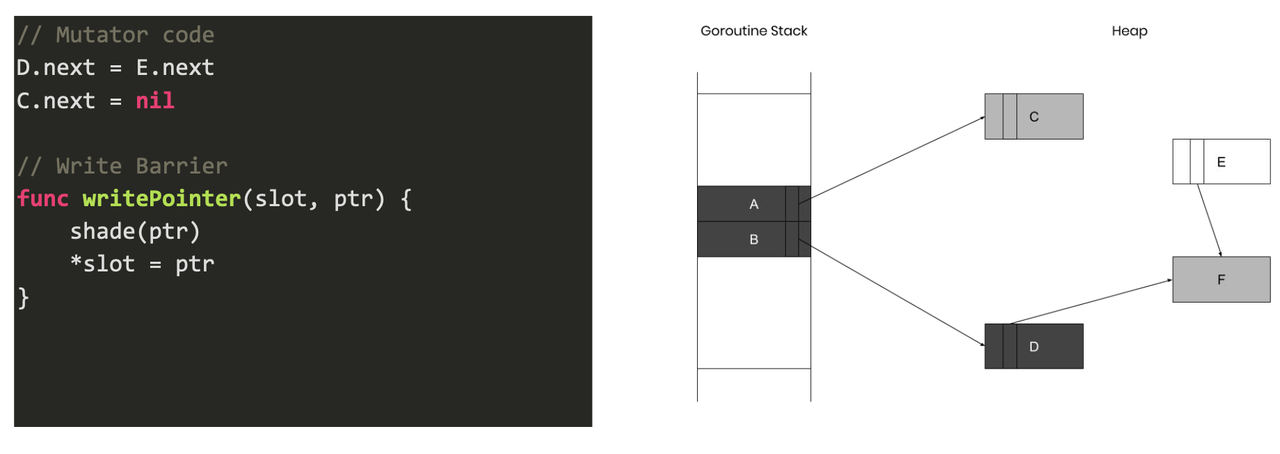 // Mutator code
D.next = E.next
C.next = nil
// Write Barrier
func writePointer(slot, ptr) {
    shade(ptr)
    *slot = ptr
}
Goroutine Stack
Heap
C
E
A
B
F
D